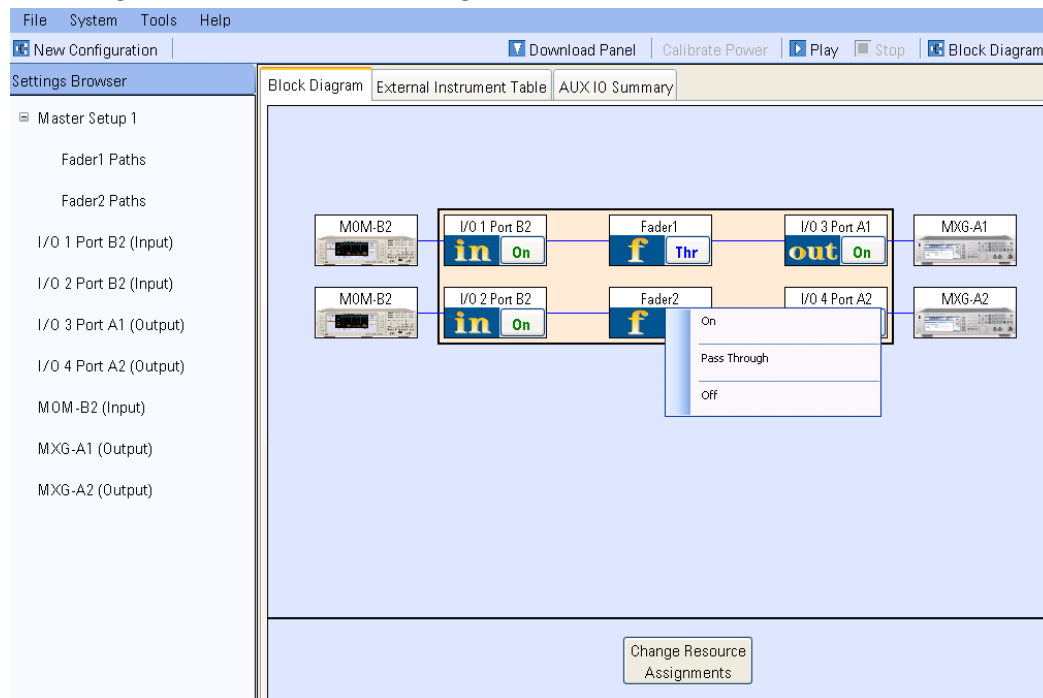 File System Tools Help
New Configuration Download Panel Calibrate Power Play Stop Block Diagram
Settings Browser
Block Diagram External Instrument Table AUX IO Summary
Master Setup 1
Fader1 Paths
Fader2 Paths
I/O 1 Port B2 (Input)
I/O 2 Port B2 (Input)
I/O 3 Port A1 (Output)
I/O 4 Port A2 (Output)
MOM-B2 (Input)
MXG-A1 (Output)
MXG-A2 (Output)
MOM-B2 I/O 1 Port B2 Fader1 I/O 3 Port A1 MXG-A1
in On f Thr out On
MOM-B2 I/O 2 Port B2 Fader2 I/O 4 Port A2 MXG-A2
in On f
On
Pass Through
Off
Change Resource
Assignments